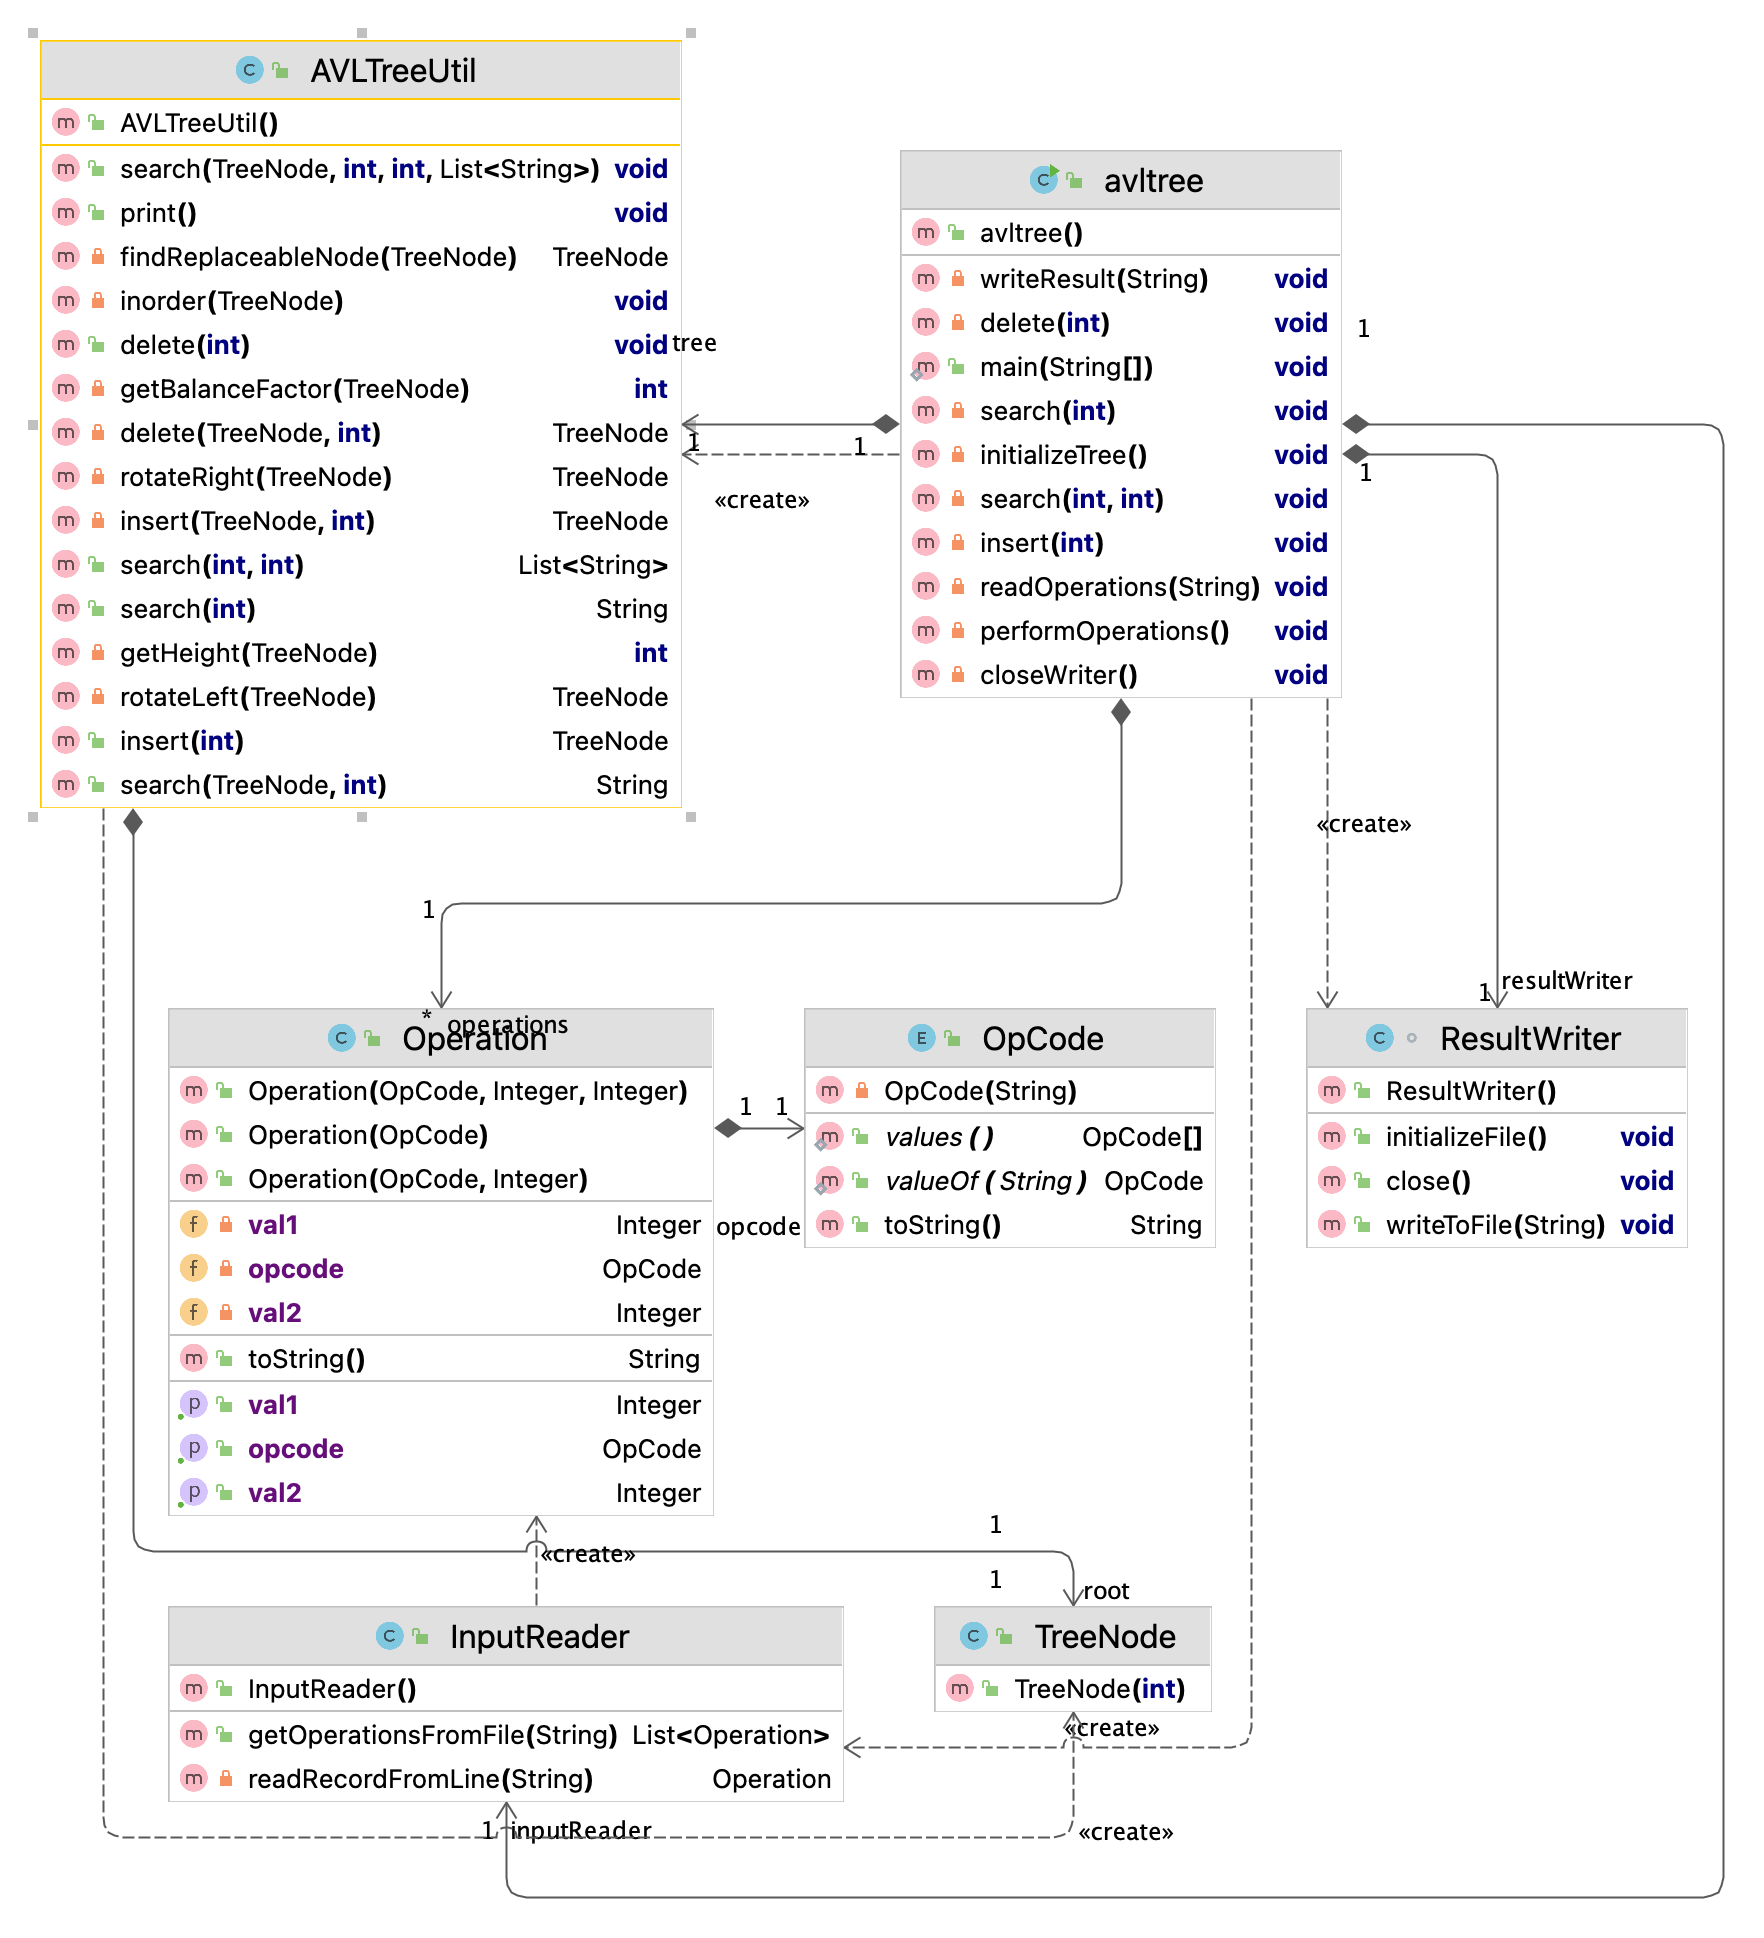 AVLTreeUtil
AVLTreeUtil()
search(TreeNode, int, int, List<String>) void
print() void
findReplaceableNode(TreeNode) TreeNode
inorder(TreeNode) void
delete(int) void
getBalanceFactor(TreeNode) int
delete(TreeNode, int) TreeNode
rotateRight(TreeNode) TreeNode
insert(TreeNode, int) TreeNode
search(int, int) List<String>
search(int) String
getHeight(TreeNode) int
rotateLeft(TreeNode) TreeNode
insert(int) TreeNode
search(TreeNode, int) String
tree
1
1
«create»
avltree
avltree()
writeResult(String) void
delete(int) void
main(String[]) void
search(int) void
initializeTree() void
search(int, int) void
insert(int) void
readOperations(String) void
performOperations() void
closeWriter() void
1
1
«create»
1
* operations
1 resultWriter
Operation
Operation(OpCode, Integer, Integer)
Operation(OpCode)
Operation(OpCode, Integer)
val1 Integer
opcode OpCode
val2 Integer
toString() String
val1 Integer
opcode OpCode
val2 Integer
1 1
opcode
OpCode
OpCode(String)
values() OpCode[]
valueOf(String) OpCode
toString() String
ResultWriter
ResultWriter()
initializeFile() void
close() void
writeToFile(String) void
1
«create»
1
root
InputReader
InputReader()
getOperationsFromFile(String) List<Operation>
readRecordFromLine(String) Operation
TreeNode
TreeNode(int)
«create»
1 inputReader
«create»